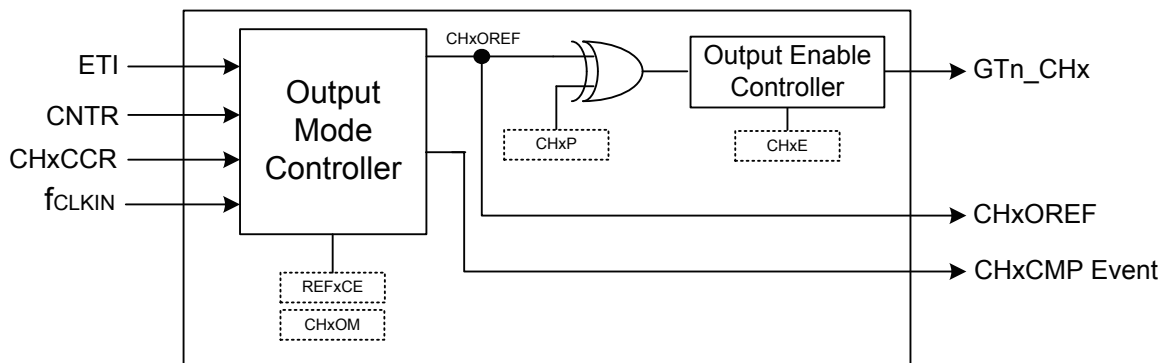 ETI
CNTR
CHxCCR
fCLKIN
Output
Mode
Controller
REFxCE
CHxOM
CHxOREF
CHxP
Output Enable
Controller
CHxE
GTn_CHx
CHxOREF
CHxCMP Event